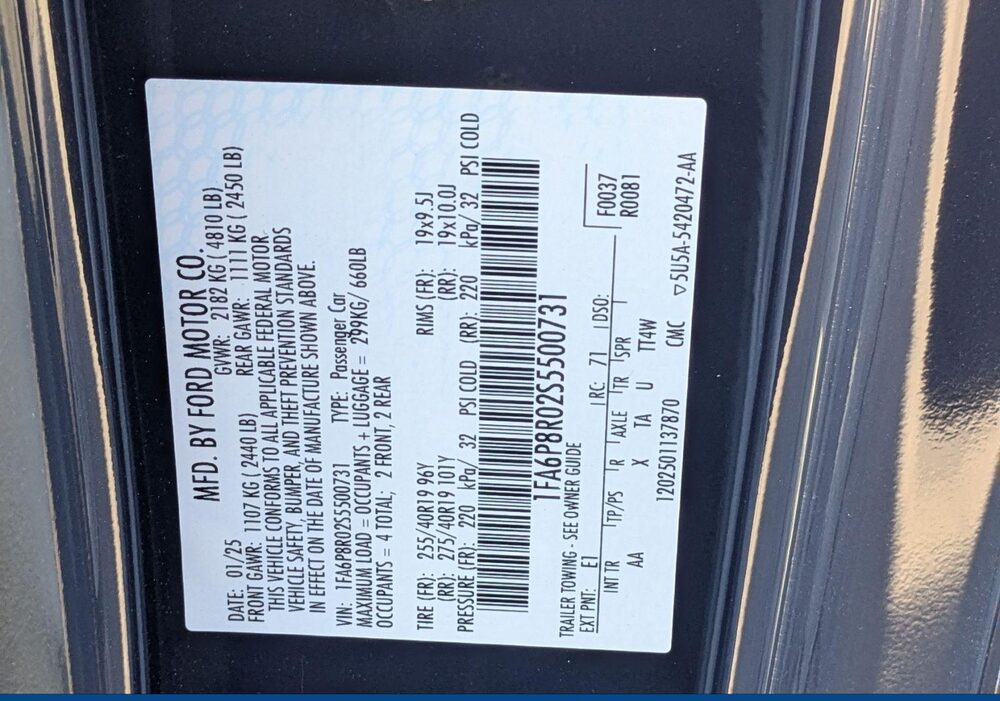 MFD. BY FORD MOTOR CO.
DATE: 01/25 GVWR: 2182 KG ( 4810 LB)
FRONT GAWR: 1107 KG ( 2440 LB) REAR GAWR: 1111 KG ( 2450 LB)
THIS VEHICLE CONFORMS TO ALL APPLICABLE FEDERAL MOTOR
VEHICLE SAFETY, BUMPER, AND THEFT PREVENTION STANDARDS
IN EFFECT ON THE DATE OF MANUFACTURE SHOWN ABOVE.
VIN: 1FA6P8R02S5500731 TYPE: Passenger Car
MAXIMUM LOAD = OCCUPANTS + LUGGAGE = 299KG/ 660LB
OCCUPANTS = 4 TOTAL; 2 FRONT, 2 REAR
TIRE (FR): 255/40R19 96Y RIMS (FR): 19x9.5J
(RR): 275/40R19 101Y (RR): 19x10.0J
PRESSURE (FR): 220 kPa/ 32 PSI COLD (RR): 220 kPa/ 32 PSI COLD
1FA6P8R02S5500731
TRAILER TOWING - SEE OWNER GUIDE
EXT PNT: E1 RC: 71 DSO: F0037
R0081
INT TR TP/PS R AXLE TR SPR
AA X TA U TT4W
120250113787​0 CMC ▽5U5A-5420472-AA